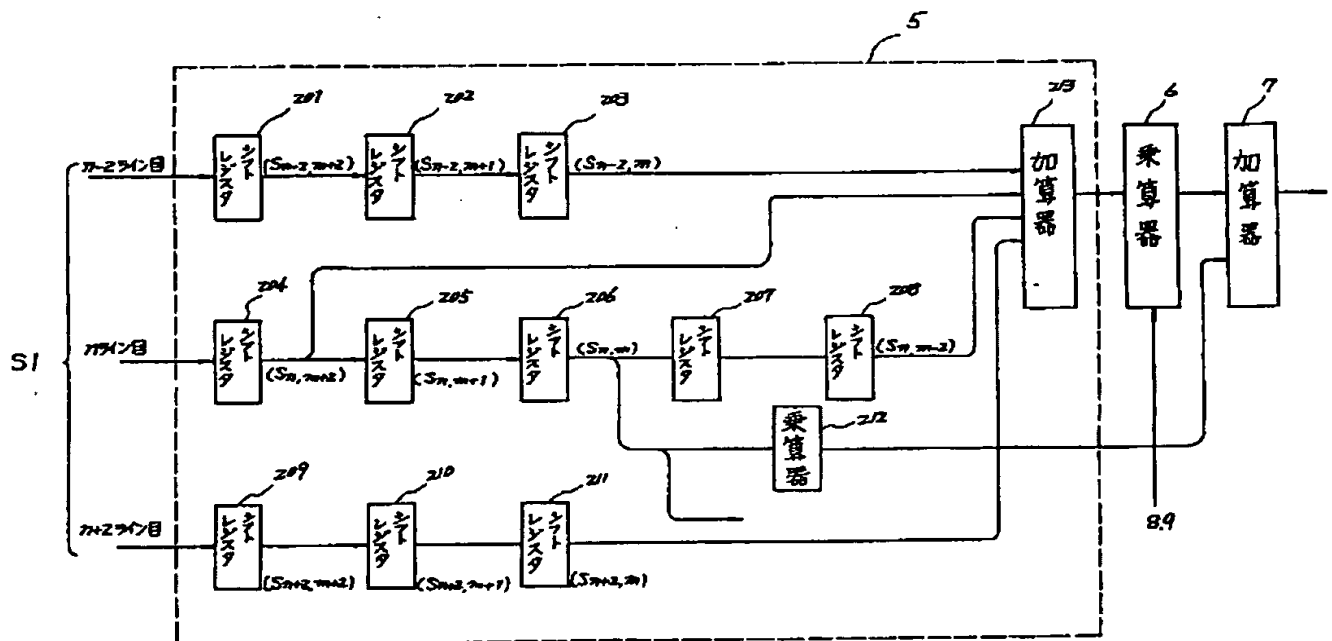 5
201
202
203
213
6
7
n-2ライン目
シフトレジスタ
(Sn-2,m+2)
シフトレジスタ
(Sn-2,m+1)
シフトレジスタ
(Sn-2,m)
加算器
乗算器
加算器
204
205
206
207
208
S1
nライン目
シフトレジスタ
(Sn,m+2)
シフトレジスタ
(Sn,m+1)
シフトレジスタ
(Sn,m)
シフトレジスタ
シフトレジスタ
(Sn,m-2)
乗算器
212
209
210
211
8.9
n+2ライン目
シフトレジスタ
(Sn+2,m+2)
シフトレジスタ
(Sn+2,m+1)
シフトレジスタ
(Sn+2,m)